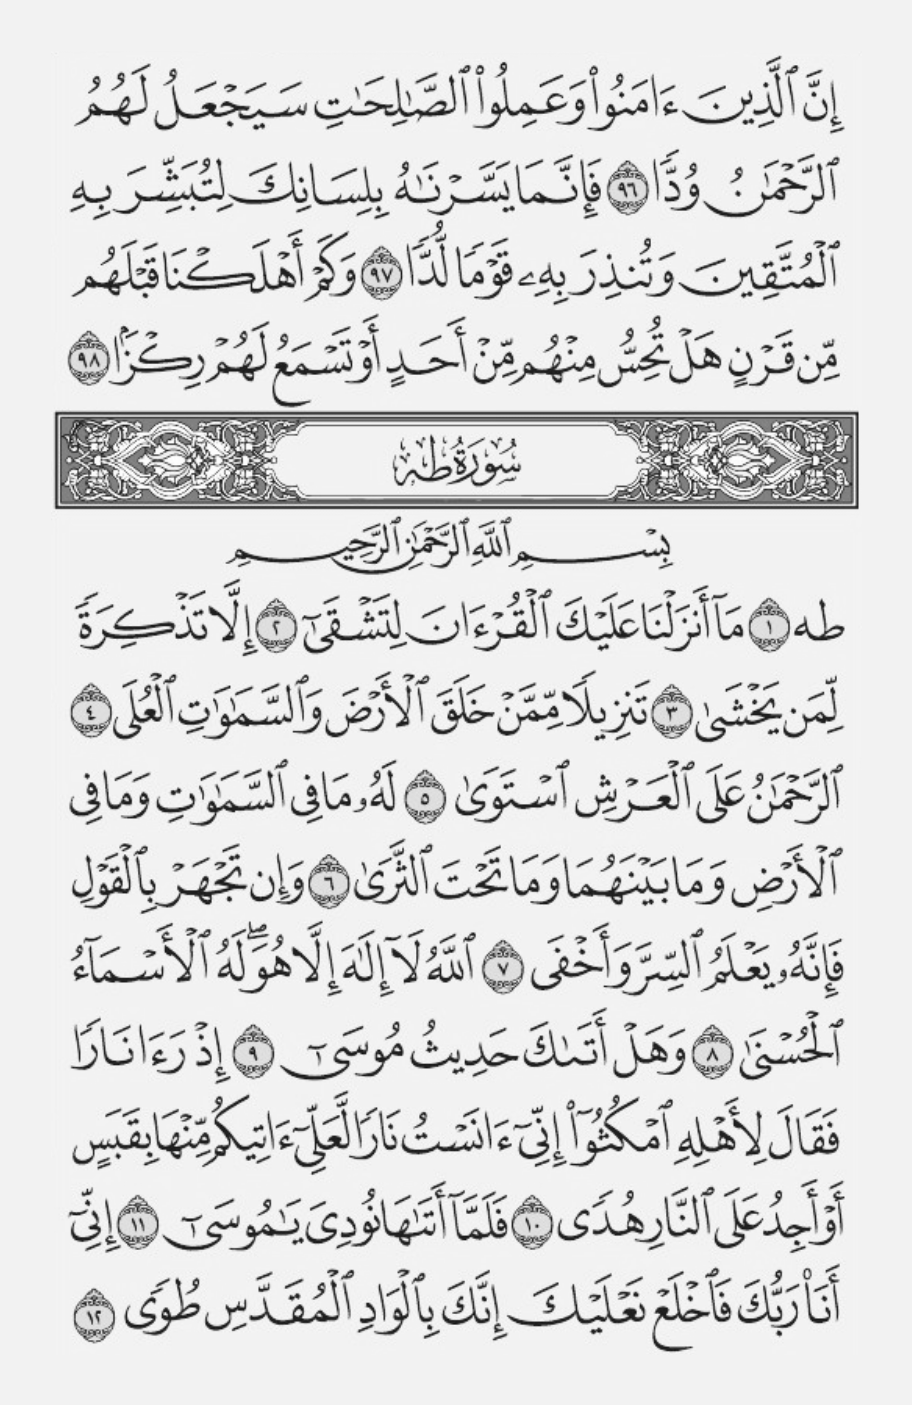 إِنَّ ٱلَّذِينَ ءَامَنُوا۟ وَعَمِلُوا۟ ٱلصَّـٰلِحَـٰتِ سَيَجْعَلُ لَهُمُ
ٱلرَّحْمَـٰنُ وُدًّا ٩٦ فَإِنَّمَا يَسَّرْنَـٰهُ بِلِسَانِكَ لِتُبَشِّرَ بِهِ
ٱلْمُتَّقِينَ وَتُنذِرَ بِهِۦ قَوْمًا لُّدًّا ٩٧ وَكَمْ أَهْلَكْنَا قَبْلَهُم
مِّن قَرْنٍ هَلْ تُحِسُّ مِنْهُم مِّنْ أَحَدٍ أَوْ تَسْمَعُ لَهُمْ رِكْزًۢا ٩٨
سُورَةُ طه
بِسْمِ ٱللَّهِ ٱلرَّحْمَـٰنِ ٱلرَّحِيمِ
طه ١ مَآ أَنزَلْنَا عَلَيْكَ ٱلْقُرْءَانَ لِتَشْقَىٰٓ ٢ إِلَّا تَذْكِرَةً
لِّمَن يَخْشَىٰ ٣ تَنزِيلًا مِّمَّنْ خَلَقَ ٱلْأَرْضَ وَٱلسَّمَـٰوَٰتِ ٱلْعُلَى ٤
ٱلرَّحْمَـٰنُ عَلَى ٱلْعَرْشِ ٱسْتَوَىٰ ٥ لَهُۥ مَا فِى ٱلسَّمَـٰوَٰتِ وَمَا فِى
ٱلْأَرْضِ وَمَا بَيْنَهُمَا وَمَا تَحْتَ ٱلثَّرَىٰ ٦ وَإِن تَجْهَرْ بِٱلْقَوْلِ
فَإِنَّهُۥ يَعْلَمُ ٱلسِّرَّ وَأَخْفَى ٧ ٱللَّهُ لَآ إِلَـٰهَ إِلَّا هُوَ ۖ لَهُ ٱلْأَسْمَآءُ
ٱلْحُسْنَىٰ ٨ وَهَلْ أَتَىٰكَ حَدِيثُ مُوسَىٰٓ ٩ إِذْ رَءَا نَارًا
فَقَالَ لِأَهْلِهِ ٱمْكُثُوٓا۟ إِنِّىٓ ءَانَسْتُ نَارًا لَّعَلِّىٓ ءَاتِيكُم مِّنْهَا بِقَبَسٍ
أَوْ أَجِدُ عَلَى ٱلنَّارِ هُدًى ١٠ فَلَمَّآ أَتَىٰهَا نُودِىَ يَـٰمُوسَىٰٓ ١١ إِنِّىٓ
أَنَا۠ رَبُّكَ فَٱخْلَعْ نَعْلَيْكَ إِنَّكَ بِٱلْوَادِ ٱلْمُقَدَّسِ طُوًى ١٢